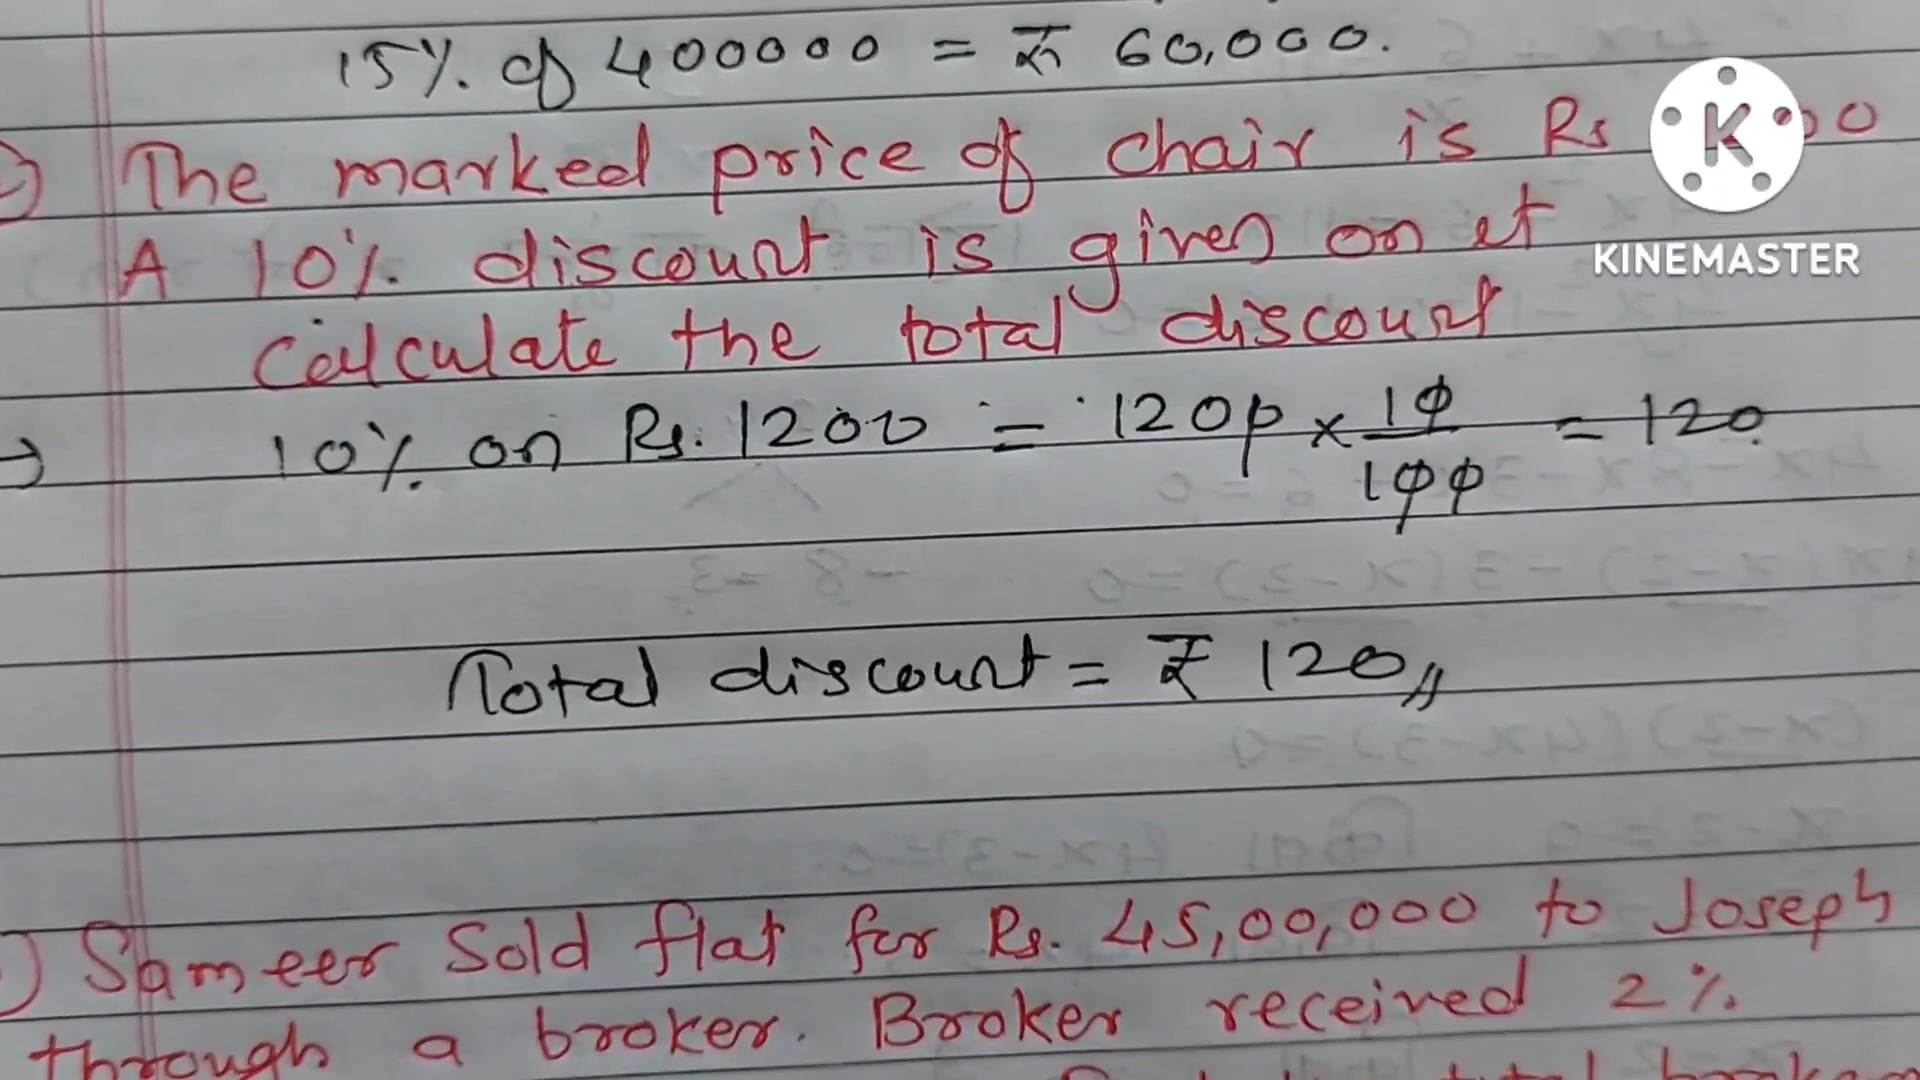 15% of 400000 = ₹ 60,000.
The marked price of chair is Rs
A 10% discount is given on it
Calculate the total discount
→ 10% on Rs. 1200 = 1200 × 10/100 = 120
Total discount = ₹ 120
Sameer Sold flat for Rs. 45,00,000 to Joseph
through a broker. Broker received 2%.
K
KINEMASTER